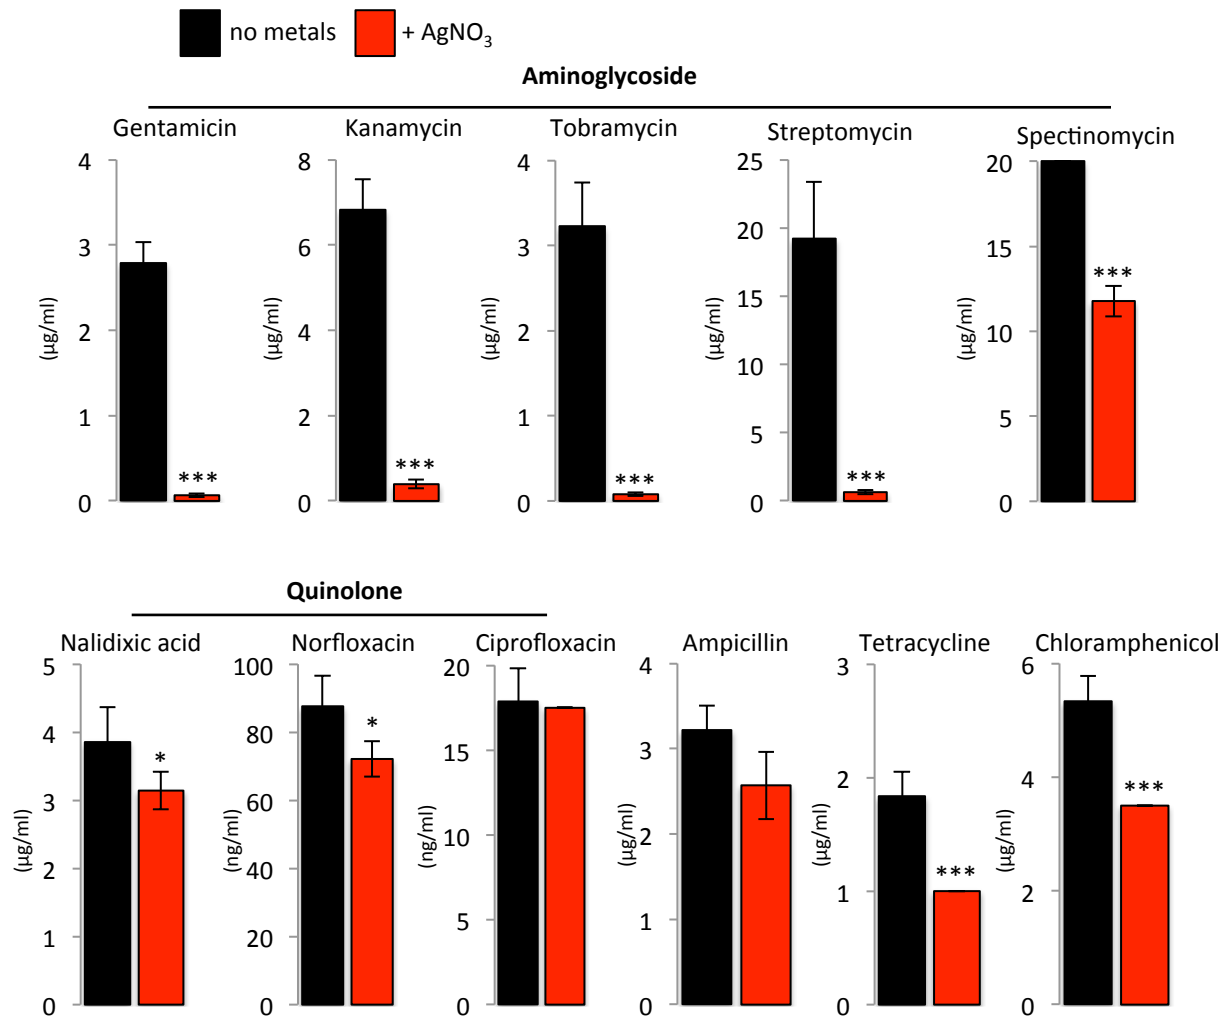 no metals + AgNO₃
Aminoglycoside
Gentamicin Kanamycin Tobramycin Streptomycin Spectinomycin
(µg/ml) 4 3 2 1 0 ***
(µg/ml) 8 6 4 2 0 ***
(µg/ml) 4 3 2 1 0 ***
(µg/ml) 25 20 15 10 5 0 ***
(µg/ml) 20 15 10 5 0 ***
Quinolone
Nalidixic acid Norfloxacin Ciprofloxacin Ampicillin Tetracycline Chloramphenicol
(µg/ml) 5 4 3 2 1 0 *
(ng/ml) 100 80 60 40 20 0 *
(ng/ml) 20 15 10 5 0
(µg/ml) 4 3 2 1 0
(µg/ml) 3 2 1 0 ***
(µg/ml) 6 4 2 0 ***